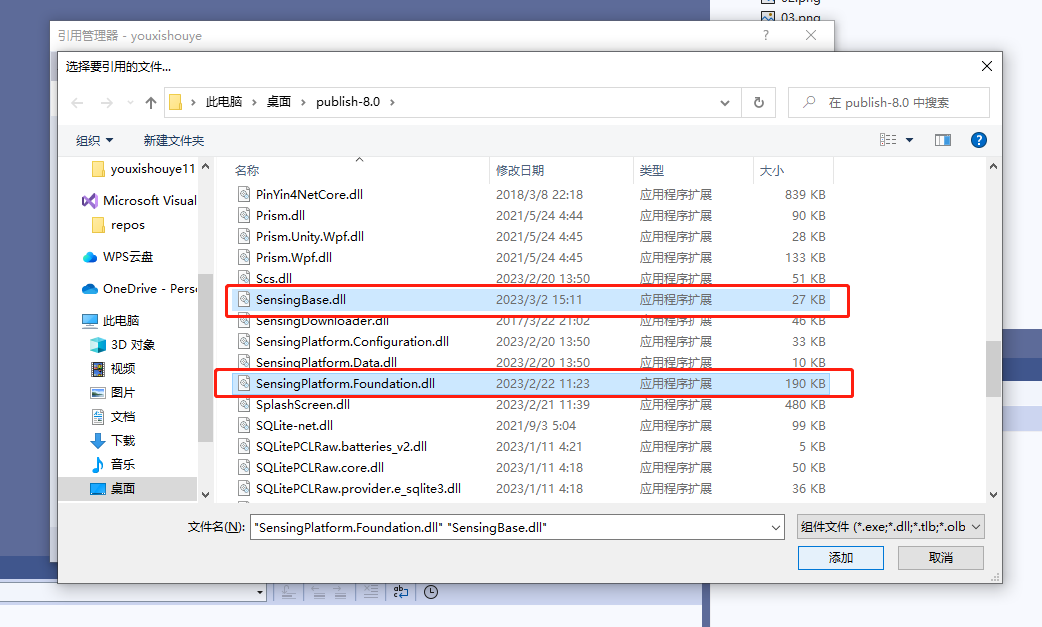 02.png
03.png
引用管理器 - youxishouye
?
选择要引用的文件...
此电脑 › 桌面 › publish-8.0 ›
在 publish-8.0 中搜索
组织
新建文件夹
?
youxishouye11
Microsoft Visual
repos
WPS云盘
OneDrive - Pers
此电脑
3D 对象
视频
图片
文档
下载
音乐
桌面
名称 修改日期 类型 大小
PinYin4NetCore.dll 2018/3/8 22:18 应用程序扩展 839 KB
Prism.dll 2021/5/24 4:44 应用程序扩展 90 KB
Prism.Unity.Wpf.dll 2021/5/24 4:45 应用程序扩展 28 KB
Prism.Wpf.dll 2021/5/24 4:45 应用程序扩展 133 KB
Scs.dll 2023/2/20 13:50 应用程序扩展 51 KB
SensingBase.dll 2023/3/2 15:11 应用程序扩展 27 KB
SensingDownloader.dll 2017/3/22 21:02 应用程序扩展 46 KB
SensingPlatform.Configuration.dll 2023/2/20 13:50 应用程序扩展 33 KB
SensingPlatform.Data.dll 2023/2/20 13:50 应用程序扩展 10 KB
SensingPlatform.Foundation.dll 2023/2/22 11:23 应用程序扩展 190 KB
SplashScreen.dll 2023/2/21 11:39 应用程序扩展 480 KB
SQLite-net.dll 2021/9/3 5:04 应用程序扩展 99 KB
SQLitePCLRaw.batteries_v2.dll 2023/1/11 4:21 应用程序扩展 5 KB
SQLitePCLRaw.core.dll 2023/1/11 4:18 应用程序扩展 50 KB
SQLitePCLRaw.provider.e_sqlite3.dll 2023/1/11 4:18 应用程序扩展 36 KB
文件名(N): "SensingPlatform.Foundation.dll" "SensingBase.dll"
组件文件 (*.exe;*.dll;*.tlb;*.olb
添加
取消